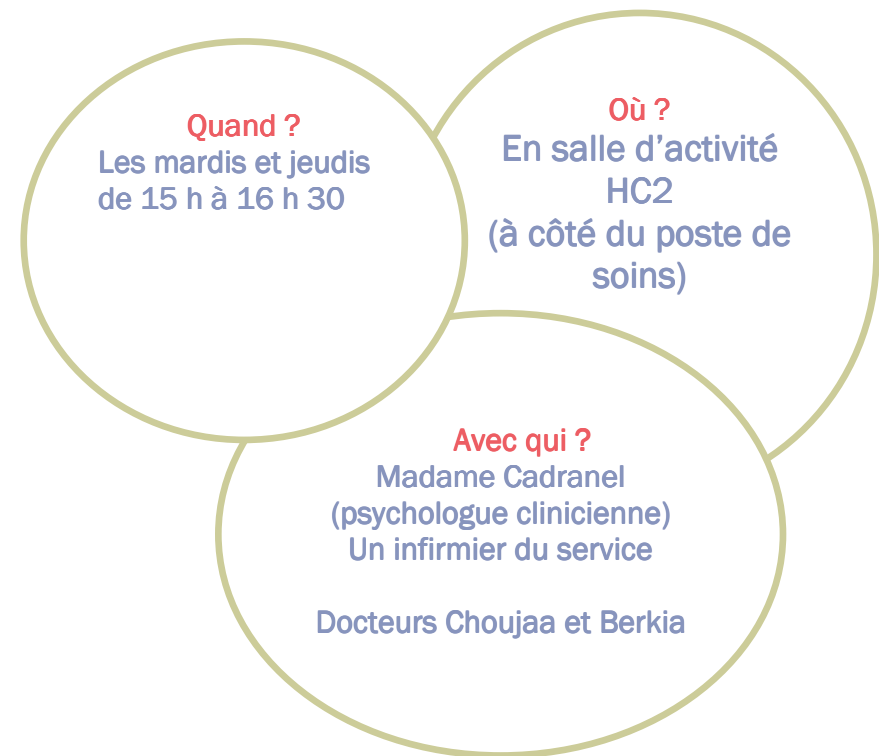 Quand ?
Les mardis et jeudis
de 15 h à 16 h 30
Où ?
En salle d'activité
HC2
(à côté du poste de
soins)
Avec qui ?
Madame Cadranel
(psychologue clinicienne)
Un infirmier du service
Docteurs Choujaa et Berkia